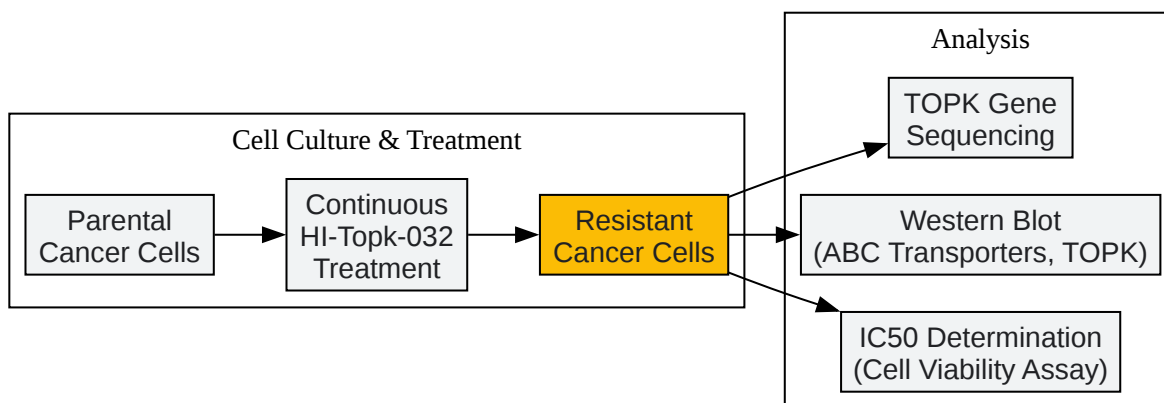 Cell Culture & Treatment
Parental
Cancer Cells
Continuous
HI-Topk-032
Treatment
Resistant
Cancer Cells
Analysis
TOPK Gene
Sequencing
Western Blot
(ABC Transporters, TOPK)
IC50 Determination
(Cell Viability Assay)